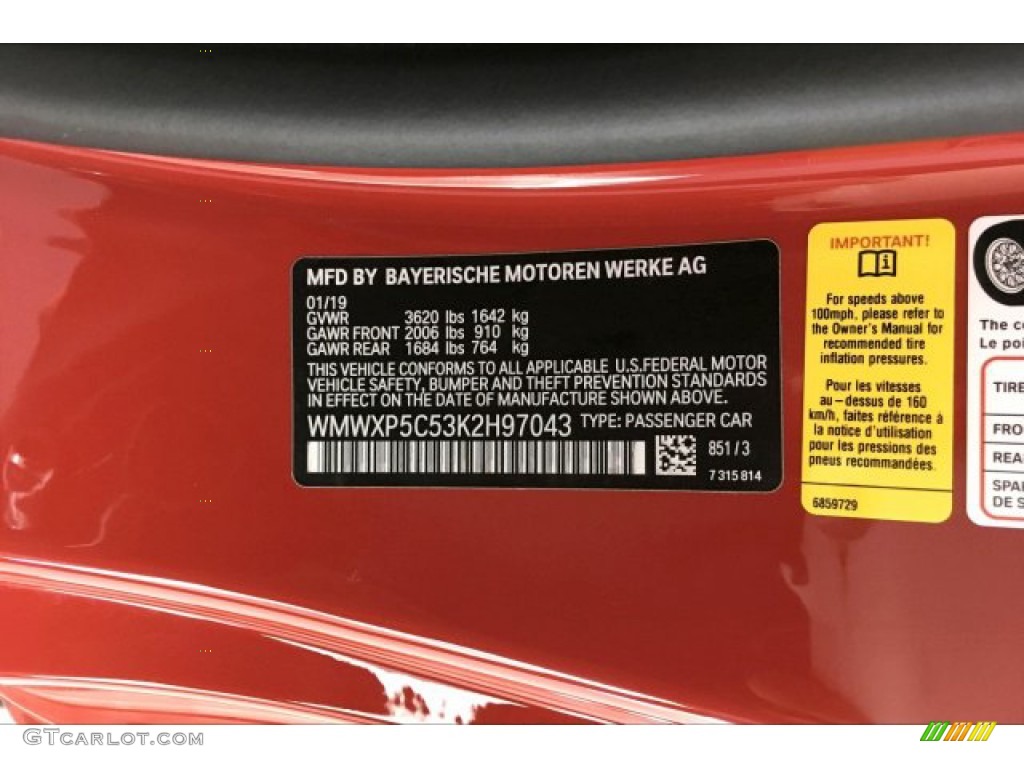 MFD BY BAYERISCHE MOTOREN WERKE AG
01/19
GVWR 3620 lbs 1642 kg
GAWR FRONT 2006 lbs 910 kg
GAWR REAR 1684 lbs 764 kg
THIS VEHICLE CONFORMS TO ALL APPLICABLE U.S.FEDERAL MOTOR
VEHICLE SAFETY, BUMPER AND THEFT PREVENTION STANDARDS
IN EFFECT ON THE DATE OF MANUFACTURE SHOWN ABOVE.
WMWXP5C53K2H97043 TYPE: PASSENGER CAR
851/3
7 315 814
IMPORTANT!
For speeds above
100mph, please refer to
the Owner's Manual for
recommended tire
inflation pressures.
Pour les vitesses
au-dessus de 160
km/h, faites référence à
la notice d'utilisation
pour les pressions des
pneus recommandées.
6859729
The co
Le poi
TIRE
FRO
REA
SPA
DE S
GTcarlot.com